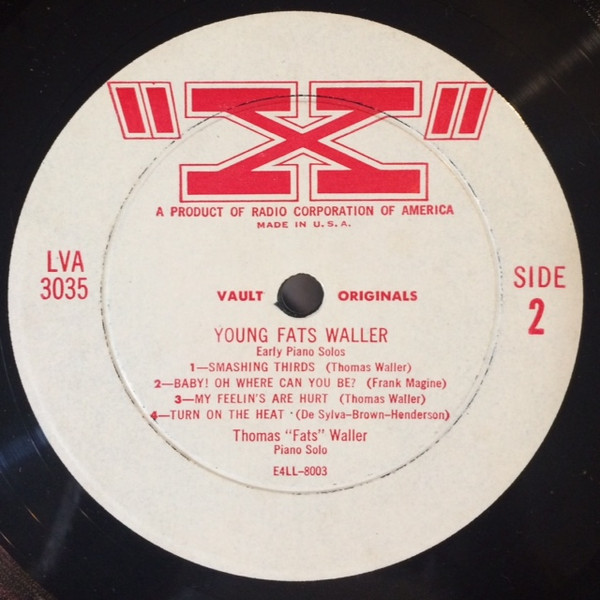 "X"
A PRODUCT OF RADIO CORPORATION OF AMERICA
MADE IN U.S.A.
LVA
3035
SIDE
2
VAULT ORIGINALS
YOUNG FATS WALLER
Early Piano Solos
1—SMASHING THIRDS (Thomas Waller)
2—BABY! OH WHERE CAN YOU BE? (Frank Magine)
3—MY FEELIN'S ARE HURT (Thomas Waller)
4—TURN ON THE HEAT (De Sylva-Brown-Henderson)
Thomas "Fats" Waller
Piano Solo
E4LL-8003